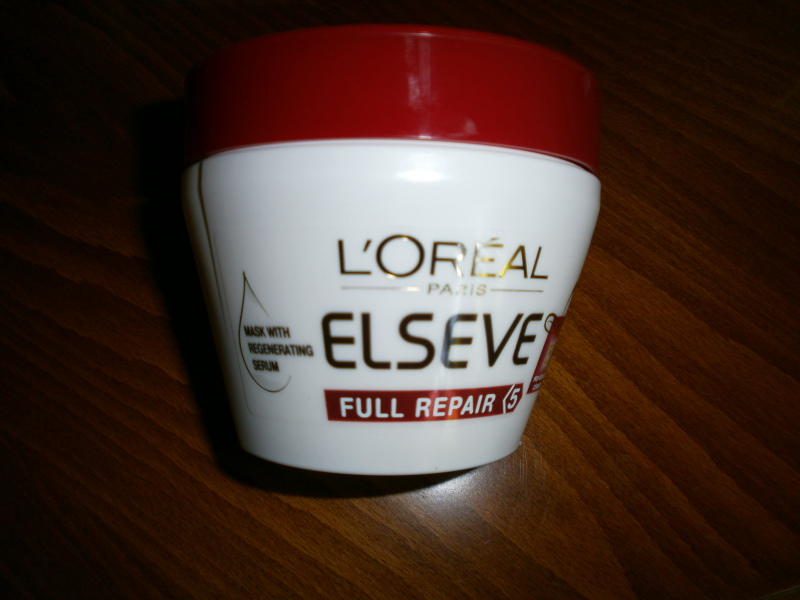 L'ORÉAL
PARIS
ELSEVE
MASK WITH
REGENERATING
SERUM
FULL REPAIR 5